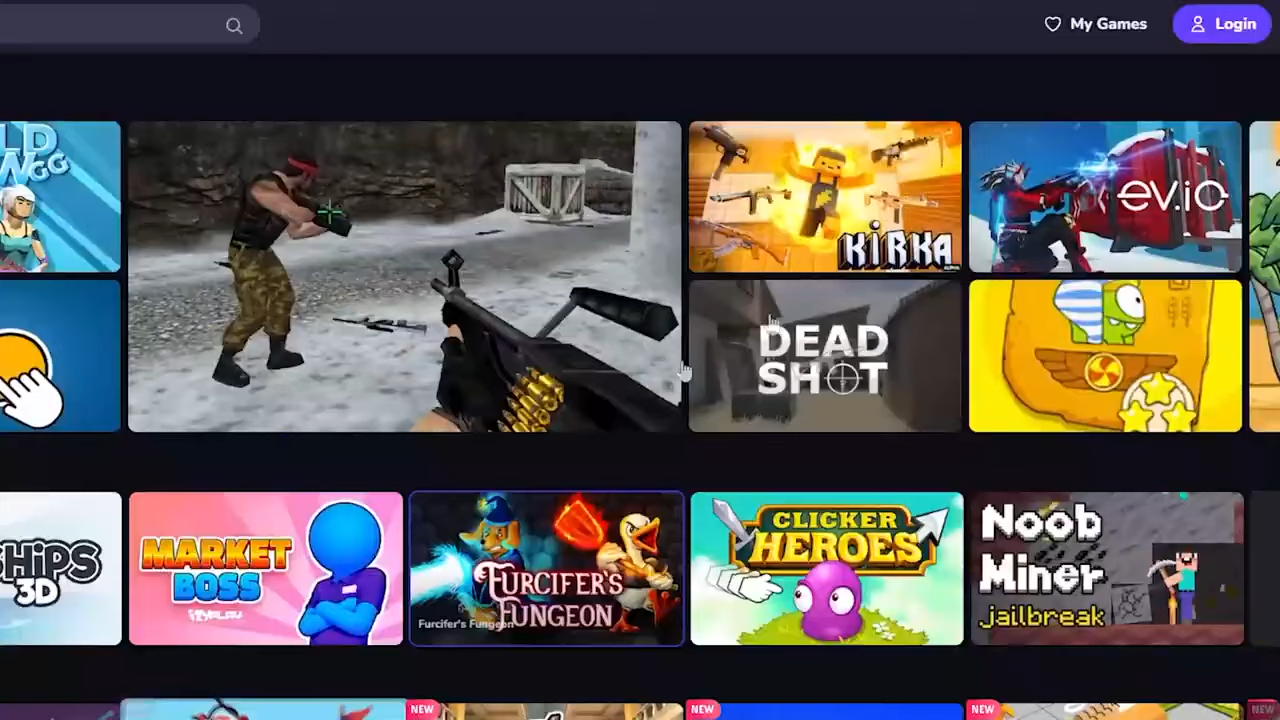 My Games
Login
LD
WGG
KIRKA
EV.IO
DEAD
SHOT
HIPS
3D
MARKET
BOSS
FURCIFER'S
FUNGEON
Furcifer's Fungeon
CLICKER
HEROES
Noob
Miner
jailbreak
NEW
NEW
NEW
NEW